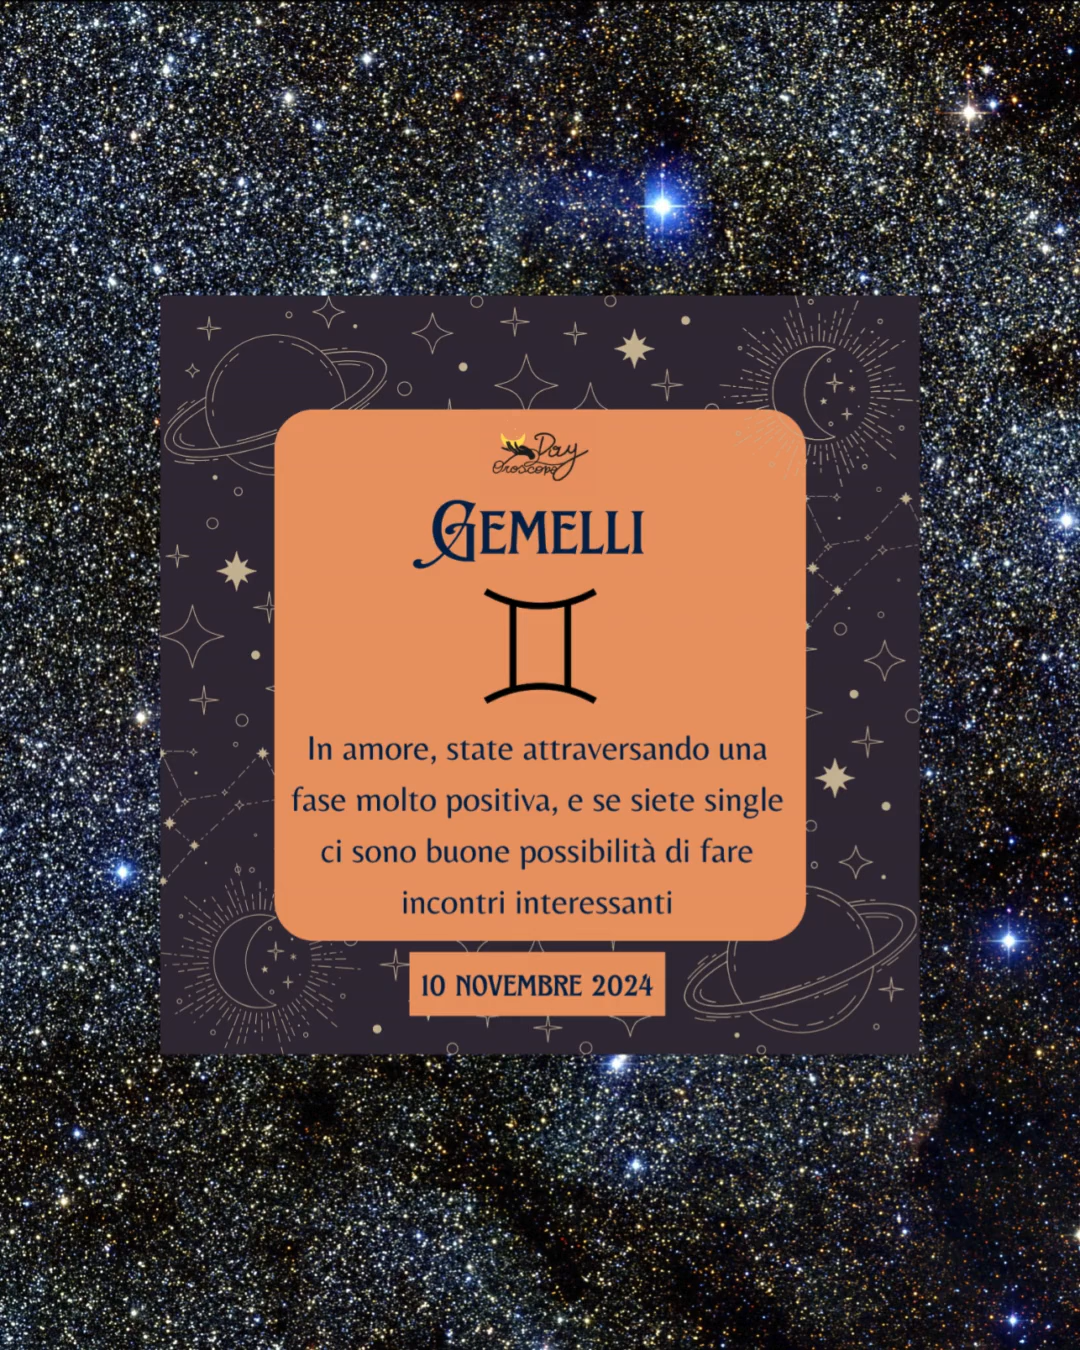 Day
Oroscopo
Gemelli
In amore, state attraversando una
fase molto positiva, e se siete single
ci sono buone possibilità di fare
incontri interessanti
10 NOVEMBRE 2024